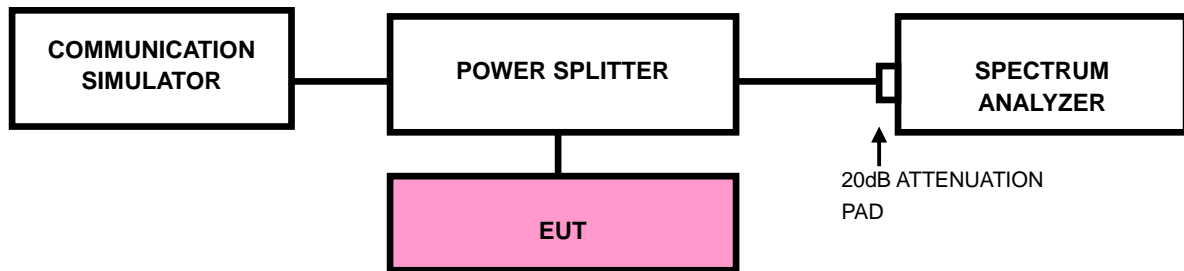 COMMUNICATION
SIMULATOR
POWER SPLITTER
SPECTRUM
ANALYZER
20dB ATTENUATION
PAD
EUT